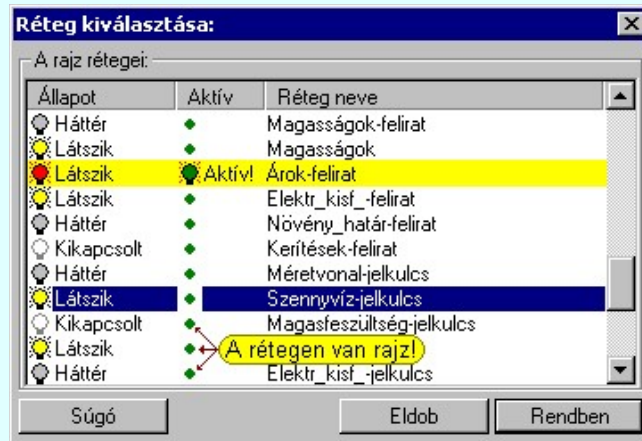 Réteg kiválasztása:
A rajz rétegei:
Állapot Aktív Réteg neve
Háttér Magasságok-felirat
Látszik Magasságok
Látszik Aktív! Árok-felirat
Látszik Elektr_kisf_-felirat
Háttér Növény_határ-felirat
Kikapcsolt Kerítések-felirat
Háttér Méretvonal-jelkulcs
Látszik Szennyvíz-jelkulcs
Kikapcsolt Magasfeszültség-jelkulcs
Látszik A rétegen van rajz!
Háttér Elektr_kisf_-jelkulcs
Súgó Eldob Rendben